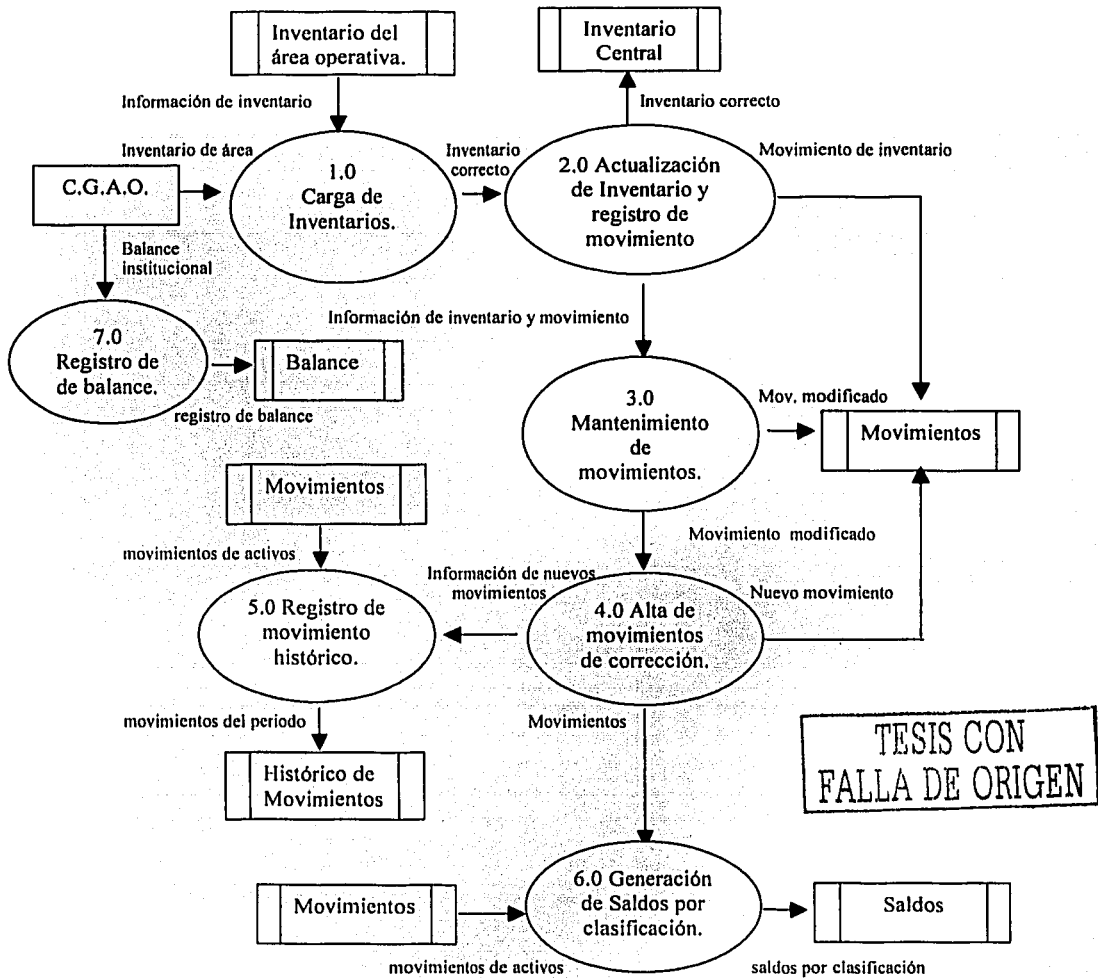 Inventario del
área operativa.
Inventario
Central
Información de inventario
Inventario correcto
Inventario de área
Inventario
correcto
Movimiento de inventario
C.G.A.O.
1.0
Carga de
Inventarios.
2.0 Actualización
de Inventario y
registro de
movimiento
Balance
institucional
Información de inventario y movimiento
7.0
Registro de
de balance.
Balance
registro de balance
3.0
Mantenimiento
de
movimientos.
Mov. modificado
Movimientos
Movimientos
movimientos de activos
Movimiento modificado
Información de nuevos
movimientos
Nuevo movimiento
5.0 Registro de
movimiento
histórico.
4.0 Alta de
movimientos
de corrección.
movimientos del periodo
Movimientos
Histórico de
Movimientos
TESIS CON
FALLA DE ORIGEN
Movimientos
6.0 Generación
de Saldos por
clasificación.
Saldos
movimientos de activos
saldos por clasificación